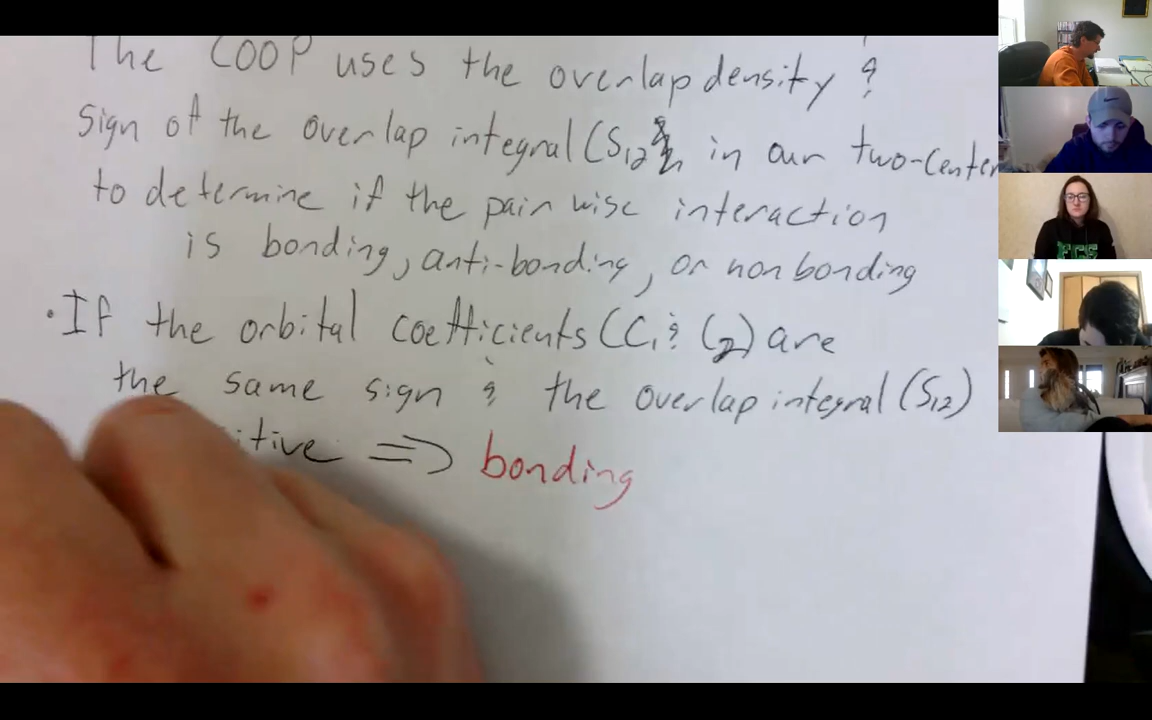 The COOP uses the overlap density &
Sign of the overlap integral (S12 in our two-center
to determine if the pair wise interaction
is bonding, anti-bonding, or nonbonding
• If the orbital coefficients (C1 & C2) are
the same sign & the overlap integral (S12)
itive => bonding